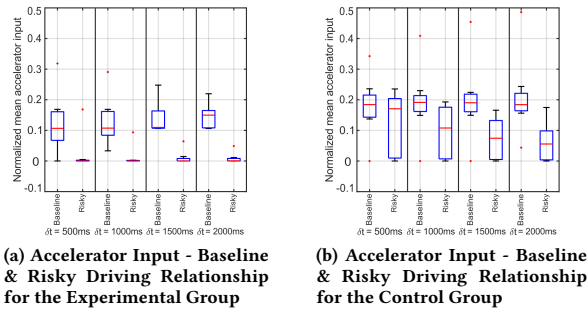 0.5
0.4
0.3
0.2
0.1
0
-0.1
Normalized mean accelerator input
Baseline Risky Baseline Risky Baseline Risky Baseline Risky
δt = 500ms δt = 1000ms δt = 1500ms δt = 2000ms
(a) Accelerator Input - Baseline
& Risky Driving Relationship
for the Experimental Group
0.5
0.4
0.3
0.2
0.1
0
-0.1
Normalized mean accelerator input
Baseline Risky Baseline Risky Baseline Risky Baseline Risky
δt = 500ms δt = 1000ms δt = 1500ms δt = 2000ms
(b) Accelerator Input - Baseline
& Risky Driving Relationship
for the Control Group